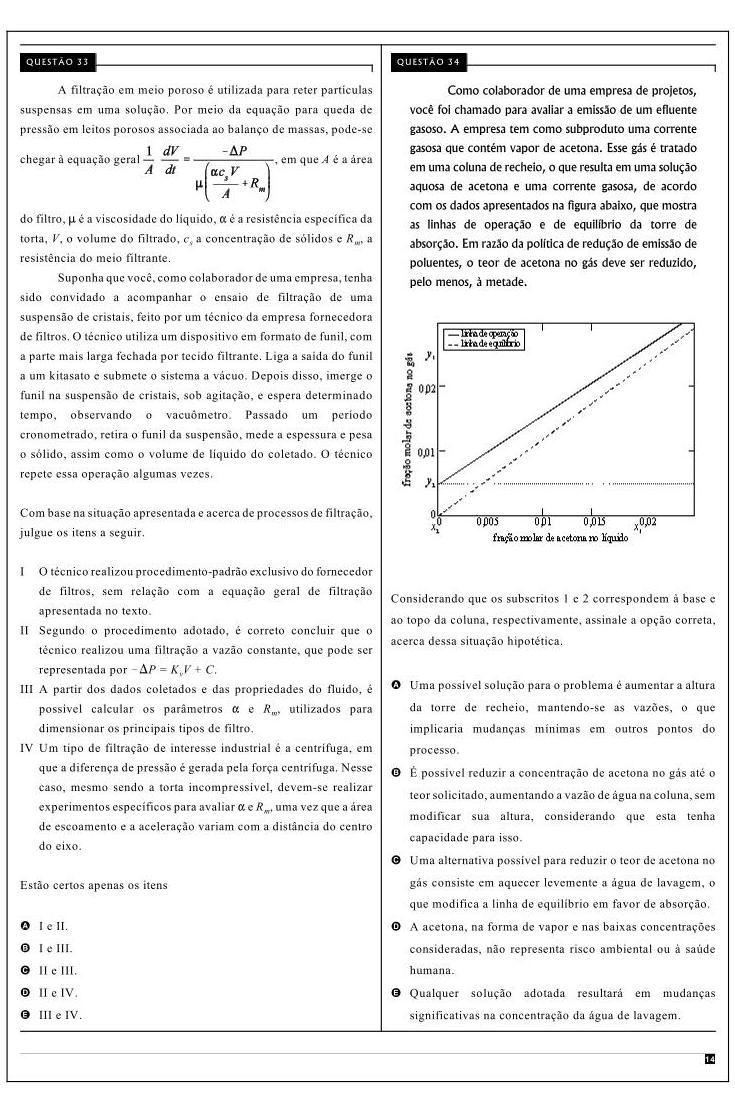 QUESTÃO 33
A filtração em meio poroso é utilizada para reter partículas
suspensas em uma solução. Por meio da equação para queda de
pressão em leitos porosos associada ao balanço de massas, pode-se
chegar à equação geral 1/A dV/dt = −ΔP / μ(αcₛV/A + Rₘ), em que A é a área
do filtro, μ é a viscosidade do líquido, α é a resistência específica da
torta, V, o volume do filtrado, cₛ a concentração de sólidos e Rₘ, a
resistência do meio filtrante.
Suponha que você, como colaborador de uma empresa, tenha
sido convidado a acompanhar o ensaio de filtração de uma
suspensão de cristais, feito por um técnico da empresa fornecedora
de filtros. O técnico utiliza um dispositivo em formato de funil, com
a parte mais larga fechada por tecido filtrante. Liga a saída do funil
a um kitasato e submete o sistema a vácuo. Depois disso, imerge o
funil na suspensão de cristais, sob agitação, e espera determinado
tempo, observando o vacuômetro. Passado um período
cronometrado, retira o funil da suspensão, mede a espessura e pesa
o sólido, assim como o volume de líquido do coletado. O técnico
repete essa operação algumas vezes.
Com base na situação apresentada e acerca de processos de filtração,
julgue os itens a seguir.
I O técnico realizou procedimento-padrão exclusivo do fornecedor
de filtros, sem relação com a equação geral de filtração
apresentada no texto.
II Segundo o procedimento adotado, é correto concluir que o
técnico realizou uma filtração a vazão constante, que pode ser
representada por −ΔP = KᵥV + C.
III A partir dos dados coletados e das propriedades do fluido, é
possível calcular os parâmetros α e Rₘ, utilizados para
dimensionar os principais tipos de filtro.
IV Um tipo de filtração de interesse industrial é a centrífuga, em
que a diferença de pressão é gerada pela força centrífuga. Nesse
caso, mesmo sendo a torta incompressível, devem-se realizar
experimentos específicos para avaliar α e Rₘ, uma vez que a área
de escoamento e a aceleração variam com a distância do centro
do eixo.
Estão certos apenas os itens
A I e II.
B I e III.
C II e III.
D II e IV.
E III e IV.
QUESTÃO 34
Como colaborador de uma empresa de projetos,
você foi chamado para avaliar a emissão de um efluente
gasoso. A empresa tem como subproduto uma corrente
gasosa que contém vapor de acetona. Esse gás é tratado
em uma coluna de recheio, o que resulta em uma solução
aquosa de acetona e uma corrente gasosa, de acordo
com os dados apresentados na figura abaixo, que mostra
as linhas de operação e de equilíbrio da torre de
absorção. Em razão da política de redução de emissão de
poluentes, o teor de acetona no gás deve ser reduzido,
pelo menos, à metade.
linha de operação
linha de equilíbrio
fração molar de acetona no gás
y₁
0,02
0,01
y₂
0
x₂ 0 0,005 0,01 0,015 x₁ 0,02
fração molar de acetona no líquido
Considerando que os subscritos 1 e 2 correspondem à base e
ao topo da coluna, respectivamente, assinale a opção correta,
acerca dessa situação hipotética.
A Uma possível solução para o problema é aumentar a altura
da torre de recheio, mantendo-se as vazões, o que
implicaria mudanças mínimas em outros pontos do
processo.
B É possível reduzir a concentração de acetona no gás até o
teor solicitado, aumentando a vazão de água na coluna, sem
modificar sua altura, considerando que esta tenha
capacidade para isso.
C Uma alternativa possível para reduzir o teor de acetona no
gás consiste em aquecer levemente a água de lavagem, o
que modifica a linha de equilíbrio em favor de absorção.
D A acetona, na forma de vapor e nas baixas concentrações
consideradas, não representa risco ambiental ou à saúde
humana.
E Qualquer solução adotada resultará em mudanças
significativas na concentração da água de lavagem.
14